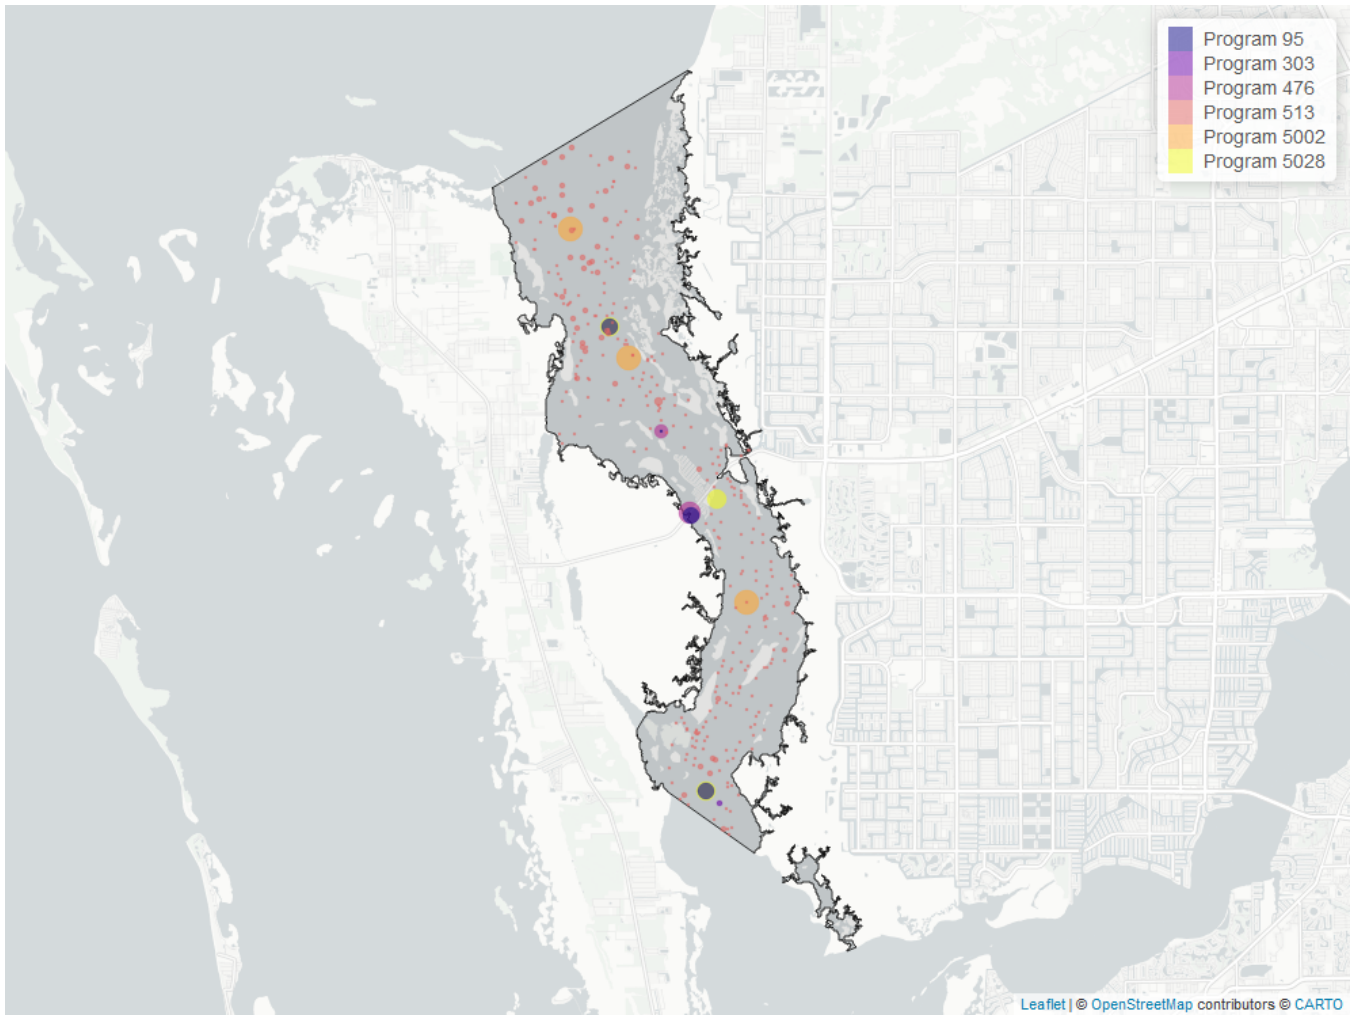 Program 95
Program 303
Program 476
Program 513
Program 5002
Program 5028
Leaflet | © OpenStreetMap contributors © CARTO